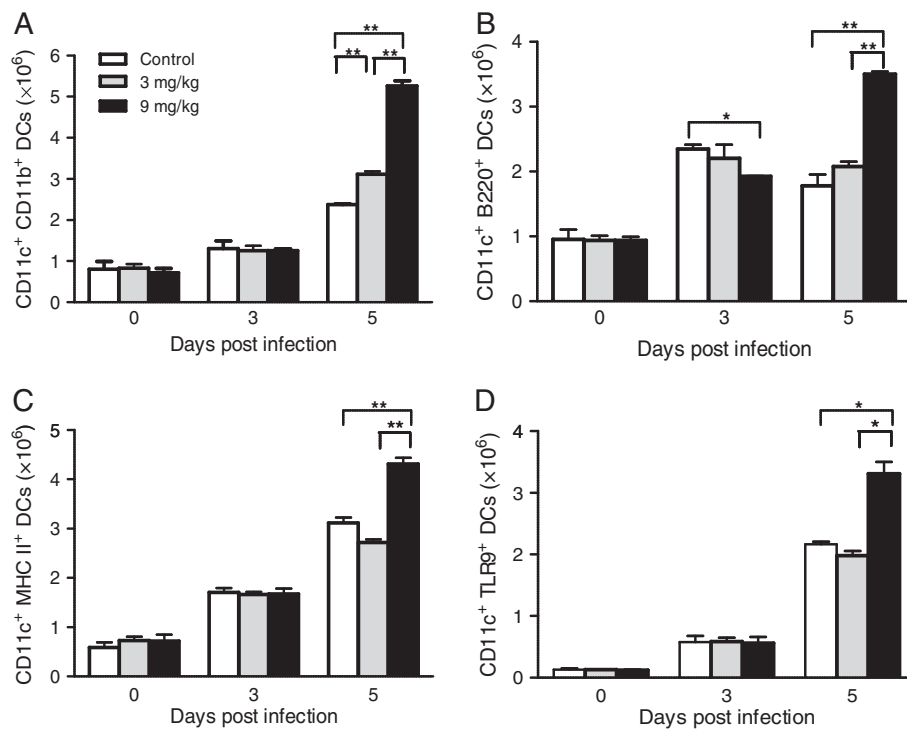 A
CD11c⁺ CD11b⁺ DCs (×10⁶)
6
5
4
3
2
1
0
Control
3 mg/kg
9 mg/kg
**
**
**
0 3 5
Days post infection
B
CD11c⁺ B220⁺ DCs (×10⁶)
4
3
2
1
0
*
**
**
0 3 5
Days post infection
C
CD11c⁺ MHC II⁺ DCs (×10⁶)
5
4
3
2
1
0
**
**
0 3 5
Days post infection
D
CD11c⁺ TLR9⁺ DCs (×10⁶)
4
3
2
1
0
*
*
0 3 5
Days post infection